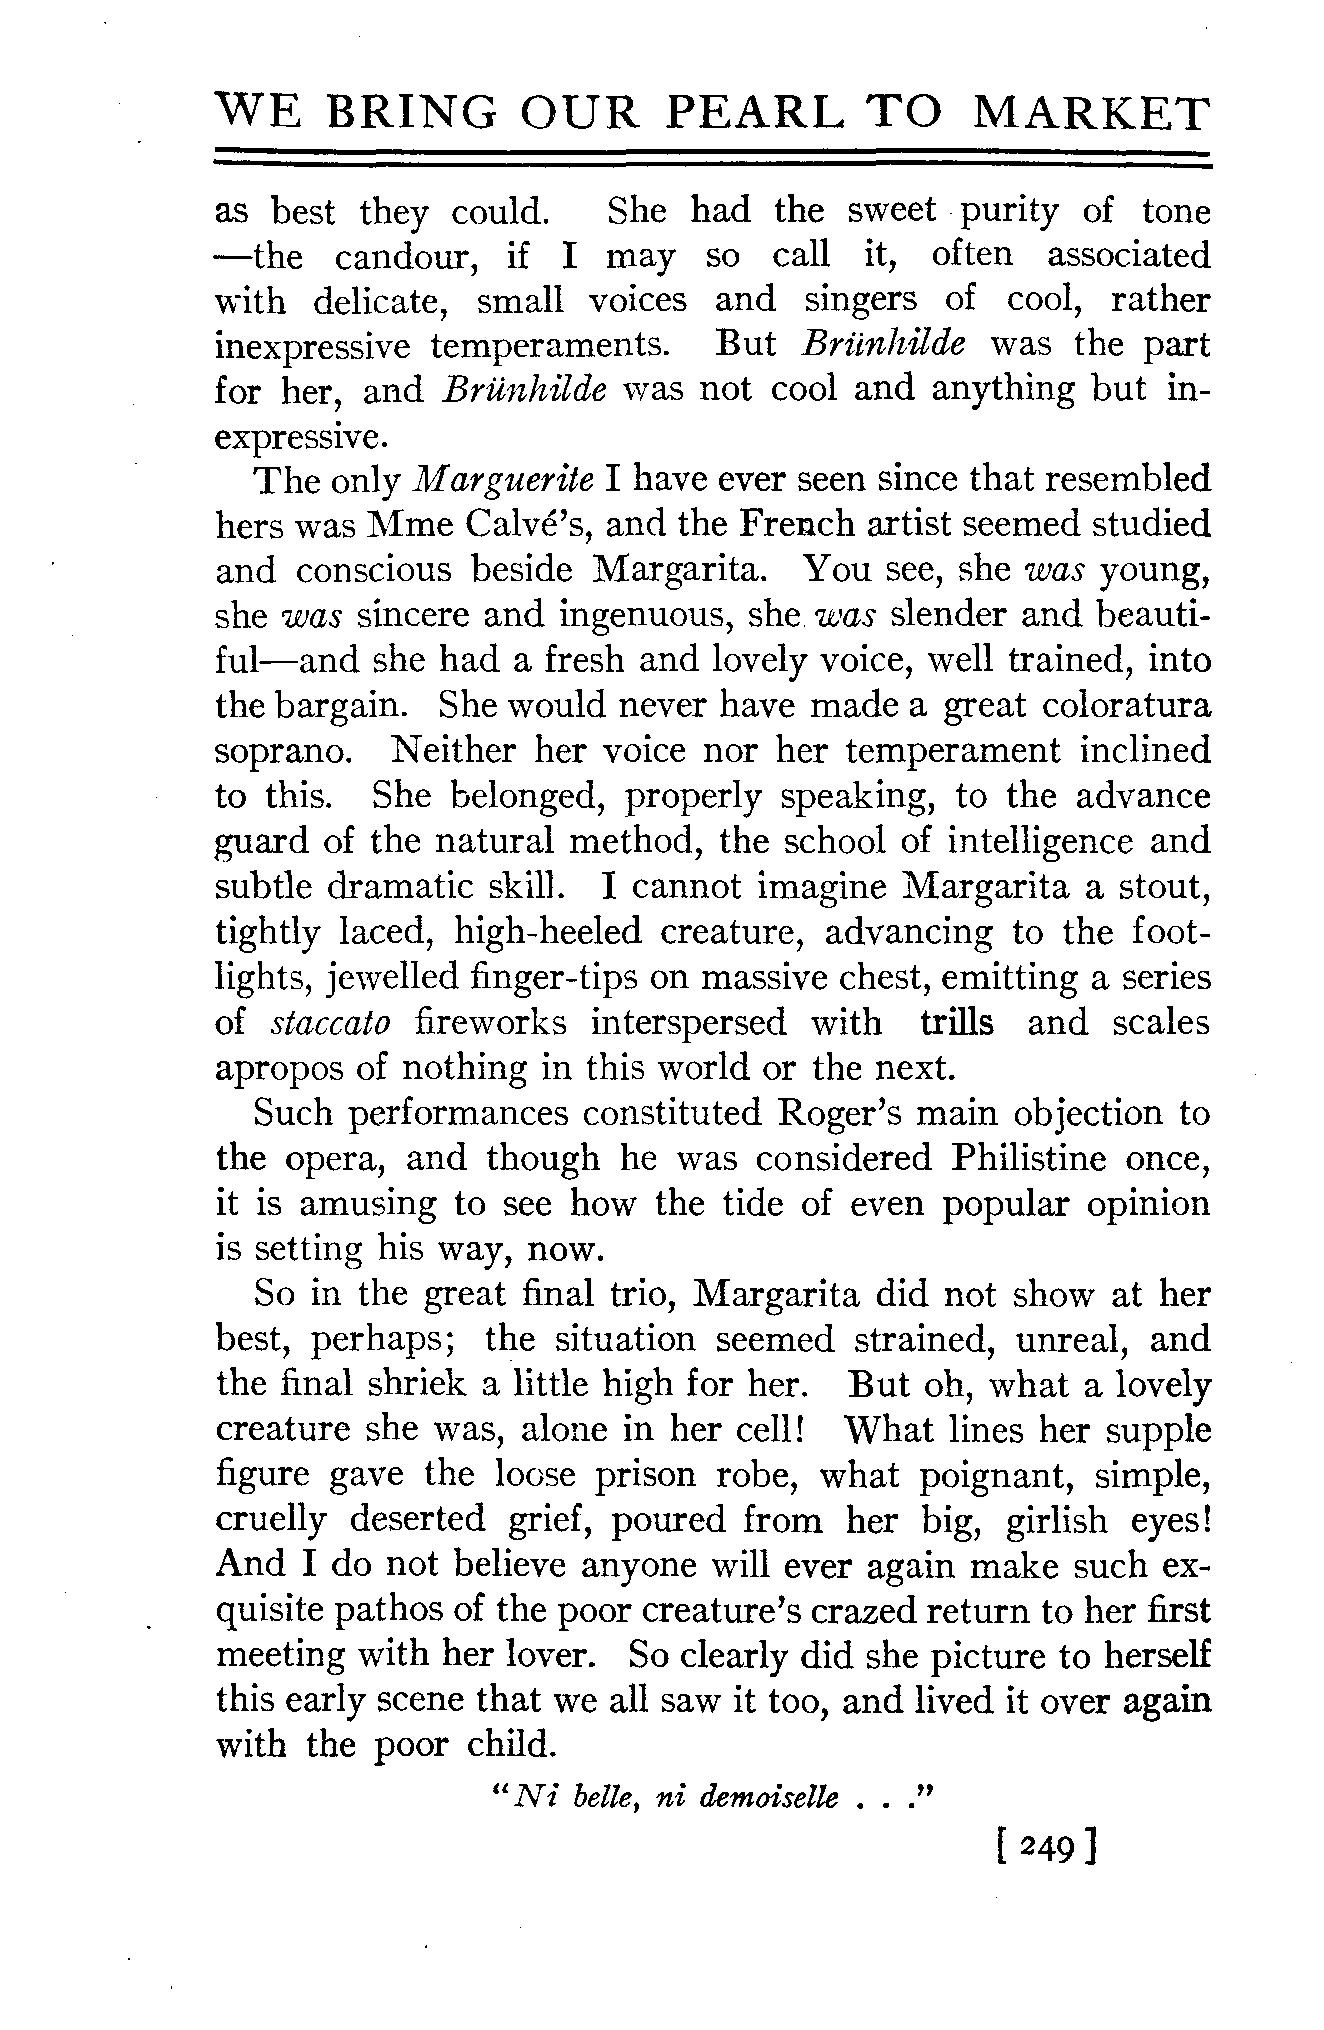 WE BRING OUR PEARL TO MARKET
as best they could. She had the sweet purity of tone
—the candour, if I may so call it, often associated
with delicate, small voices and singers of cool, rather
inexpressive temperaments. But Brünhilde was the part
for her, and Brünhilde was not cool and anything but in-
expressive.
The only Marguerite I have ever seen since that resembled
hers was Mme Calvé's, and the French artist seemed studied
and conscious beside Margarita. You see, she was young,
she was sincere and ingenuous, she was slender and beauti-
ful—and she had a fresh and lovely voice, well trained, into
the bargain. She would never have made a great coloratura
soprano. Neither her voice nor her temperament inclined
to this. She belonged, properly speaking, to the advance
guard of the natural method, the school of intelligence and
subtle dramatic skill. I cannot imagine Margarita a stout,
tightly laced, high-heeled creature, advancing to the foot-
lights, jewelled finger-tips on massive chest, emitting a series
of staccato fireworks interspersed with trills and scales
apropos of nothing in this world or the next.
Such performances constituted Roger's main objection to
the opera, and though he was considered Philistine once,
it is amusing to see how the tide of even popular opinion
is setting his way, now.
So in the great final trio, Margarita did not show at her
best, perhaps; the situation seemed strained, unreal, and
the final shriek a little high for her. But oh, what a lovely
creature she was, alone in her cell! What lines her supple
figure gave the loose prison robe, what poignant, simple,
cruelly deserted grief, poured from her big, girlish eyes!
And I do not believe anyone will ever again make such ex-
quisite pathos of the poor creature's crazed return to her first
meeting with her lover. So clearly did she picture to herself
this early scene that we all saw it too, and lived it over again
with the poor child.
"Ni belle, ni demoiselle . . ."
[ 249 ]